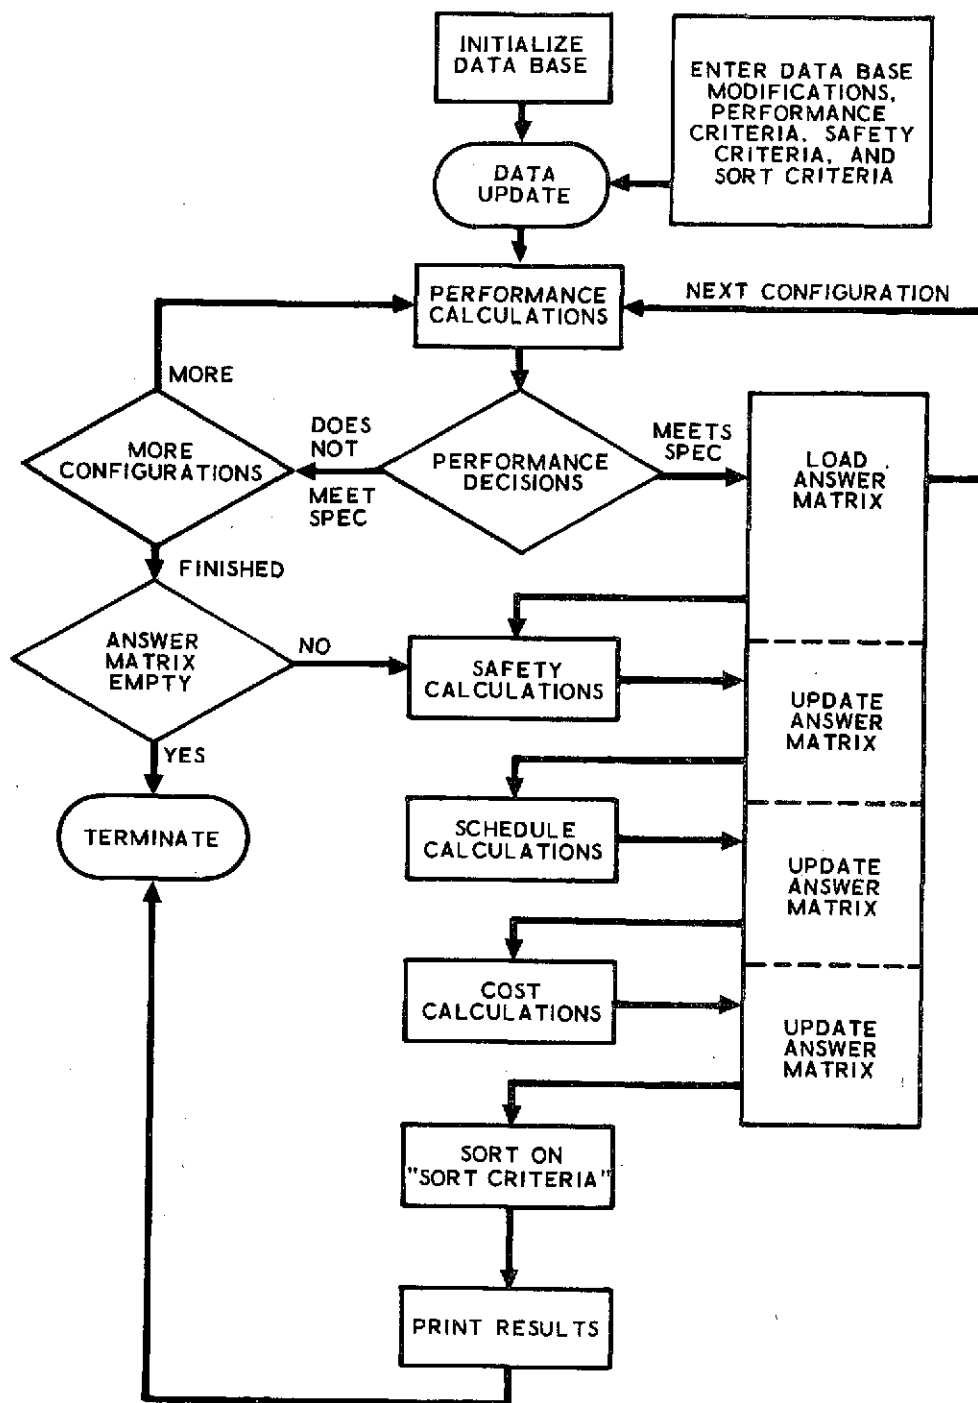 INITIALIZE
DATA BASE
ENTER DATA BASE
MODIFICATIONS,
PERFORMANCE
CRITERIA, SAFETY
CRITERIA, AND
SORT CRITERIA
DATA
UPDATE
PERFORMANCE
CALCULATIONS
NEXT CONFIGURATION
MORE
MORE
CONFIGURATIONS
DOES
NOT
MEET
SPEC
PERFORMANCE
DECISIONS
MEETS
SPEC
LOAD
ANSWER
MATRIX
FINISHED
ANSWER
MATRIX
EMPTY
NO
SAFETY
CALCULATIONS
UPDATE
ANSWER
MATRIX
YES
TERMINATE
SCHEDULE
CALCULATIONS
UPDATE
ANSWER
MATRIX
COST
CALCULATIONS
UPDATE
ANSWER
MATRIX
SORT ON
"SORT CRITERIA"
PRINT RESULTS